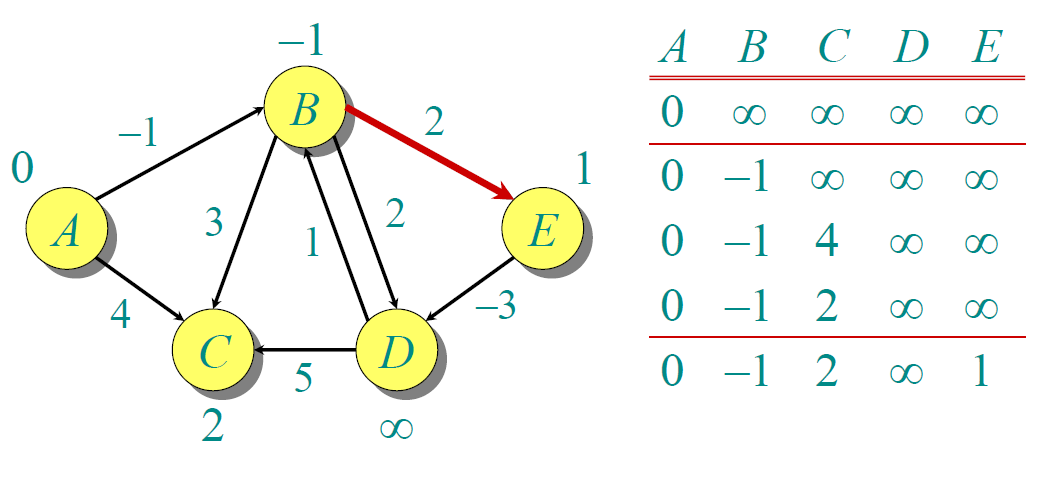 −1
B
−1
2
0
1
A
3
2
1
E
4
−3
C
D
5
2
∞
A B C D E
0 ∞ ∞ ∞ ∞
0 −1 ∞ ∞ ∞
0 −1 4 ∞ ∞
0 −1 2 ∞ ∞
0 −1 2 ∞ 1